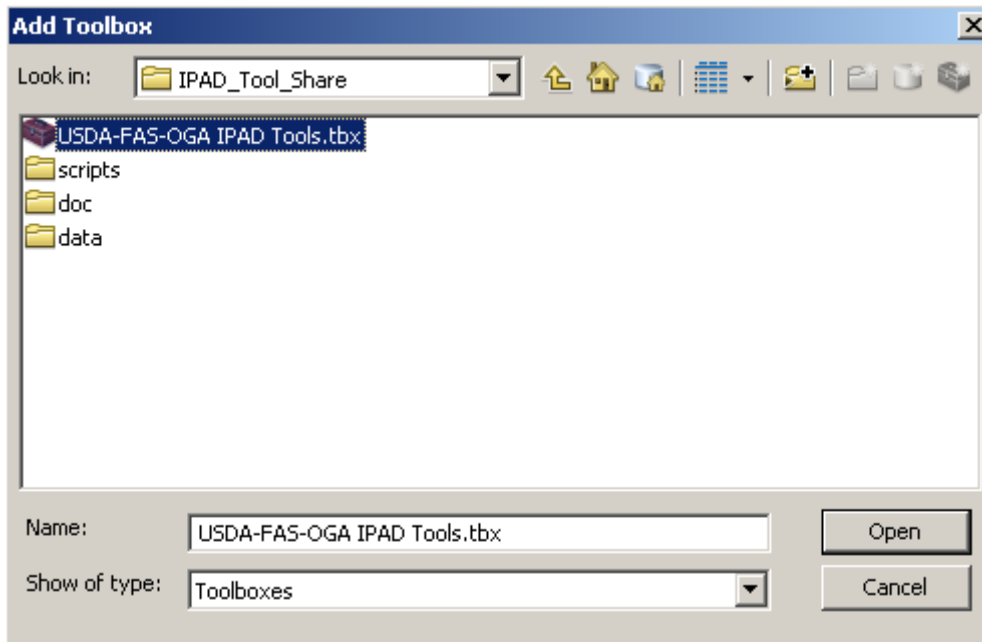 Add Toolbox
Look in: IPAD_Tool_Share
USDA-FAS-OGA IPAD Tools.tbx
scripts
doc
data
Name: USDA-FAS-OGA IPAD Tools.tbx Open
Show of type: Toolboxes Cancel